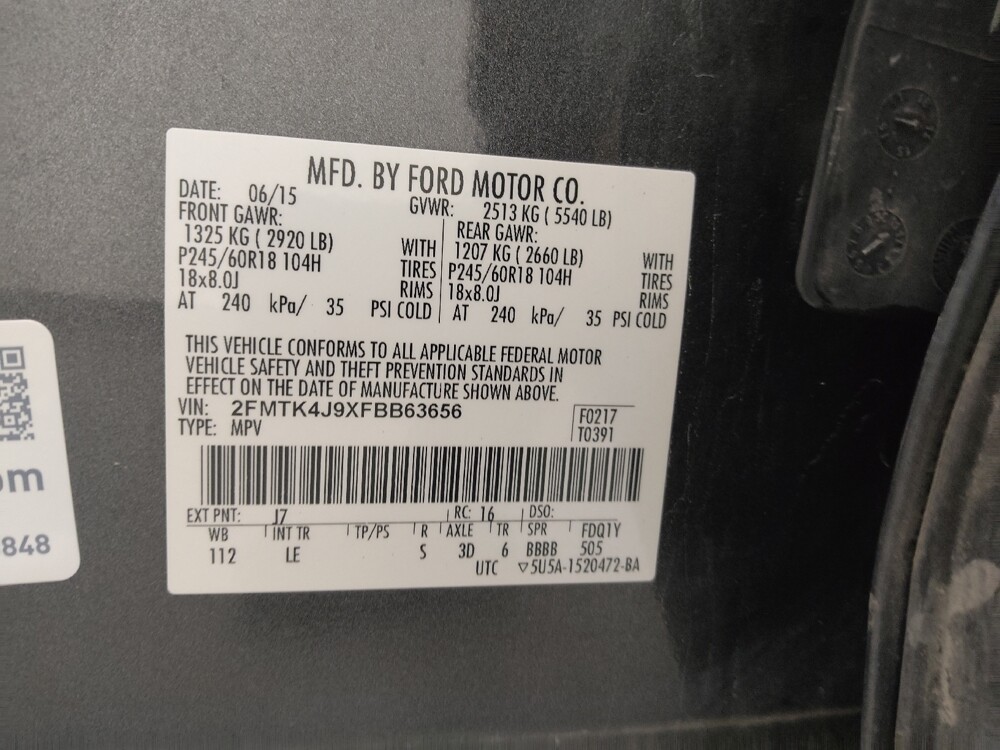 MFD. BY FORD MOTOR CO.
DATE: 06/15 GVWR: 2513 KG ( 5540 LB)
FRONT GAWR: REAR GAWR:
1325 KG ( 2920 LB) WITH 1207 KG ( 2660 LB) WITH
P245/60R18 104H TIRES P245/60R18 104H TIRES
18x8.0J RIMS 18x8.0J RIMS
AT 240 kPa/ 35 PSI COLD AT 240 kPa/ 35 PSI COLD
THIS VEHICLE CONFORMS TO ALL APPLICABLE FEDERAL MOTOR
VEHICLE SAFETY AND THEFT PREVENTION STANDARDS IN
EFFECT ON THE DATE OF MANUFACTURE SHOWN ABOVE.
VIN: 2FMTK4J9XFBB63656 F0217
TYPE: MPV T0391
EXT PNT: J7 RC: 16 DSO:
WB INT TR TP/PS R AXLE TR SPR FDQ1Y
112 LE S 3D 6 BBBB 505
UTC ▽5U5A-1520472-BA
om
848